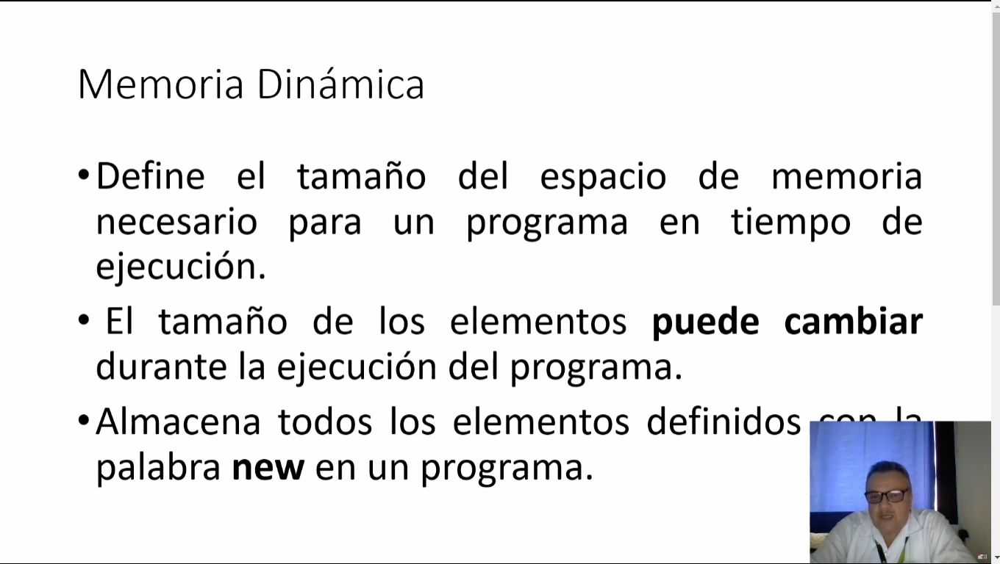 Memoria Dinámica
•Define el tamaño del espacio de memoria
necesario para un programa en tiempo de
ejecución.
• El tamaño de los elementos puede cambiar
durante la ejecución del programa.
•Almacena todos los elementos definidos con la
palabra new en un programa.